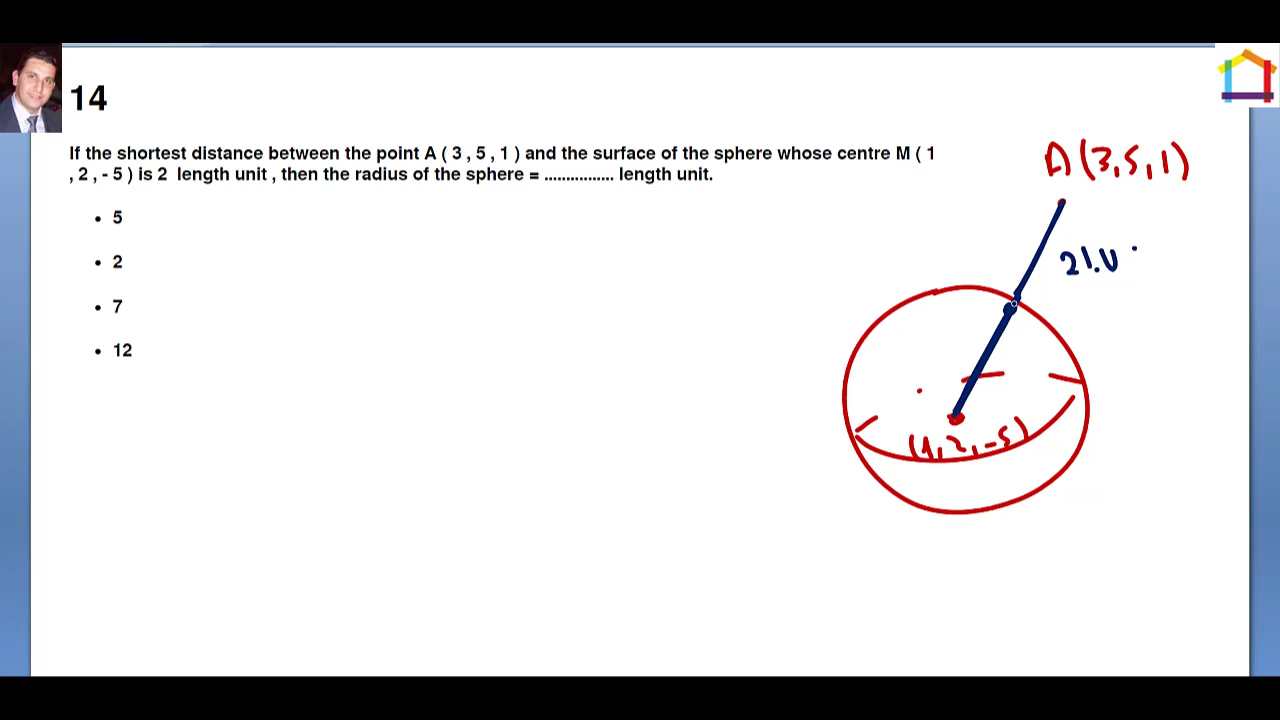 14
If the shortest distance between the point A ( 3 , 5 , 1 ) and the surface of the sphere whose centre M ( 1
, 2 , - 5 ) is 2 length unit , then the radius of the sphere = ................ length unit.
• 5
• 2
• 7
• 12
A (3,5,1)
2 l.u.
(1,2,-5)